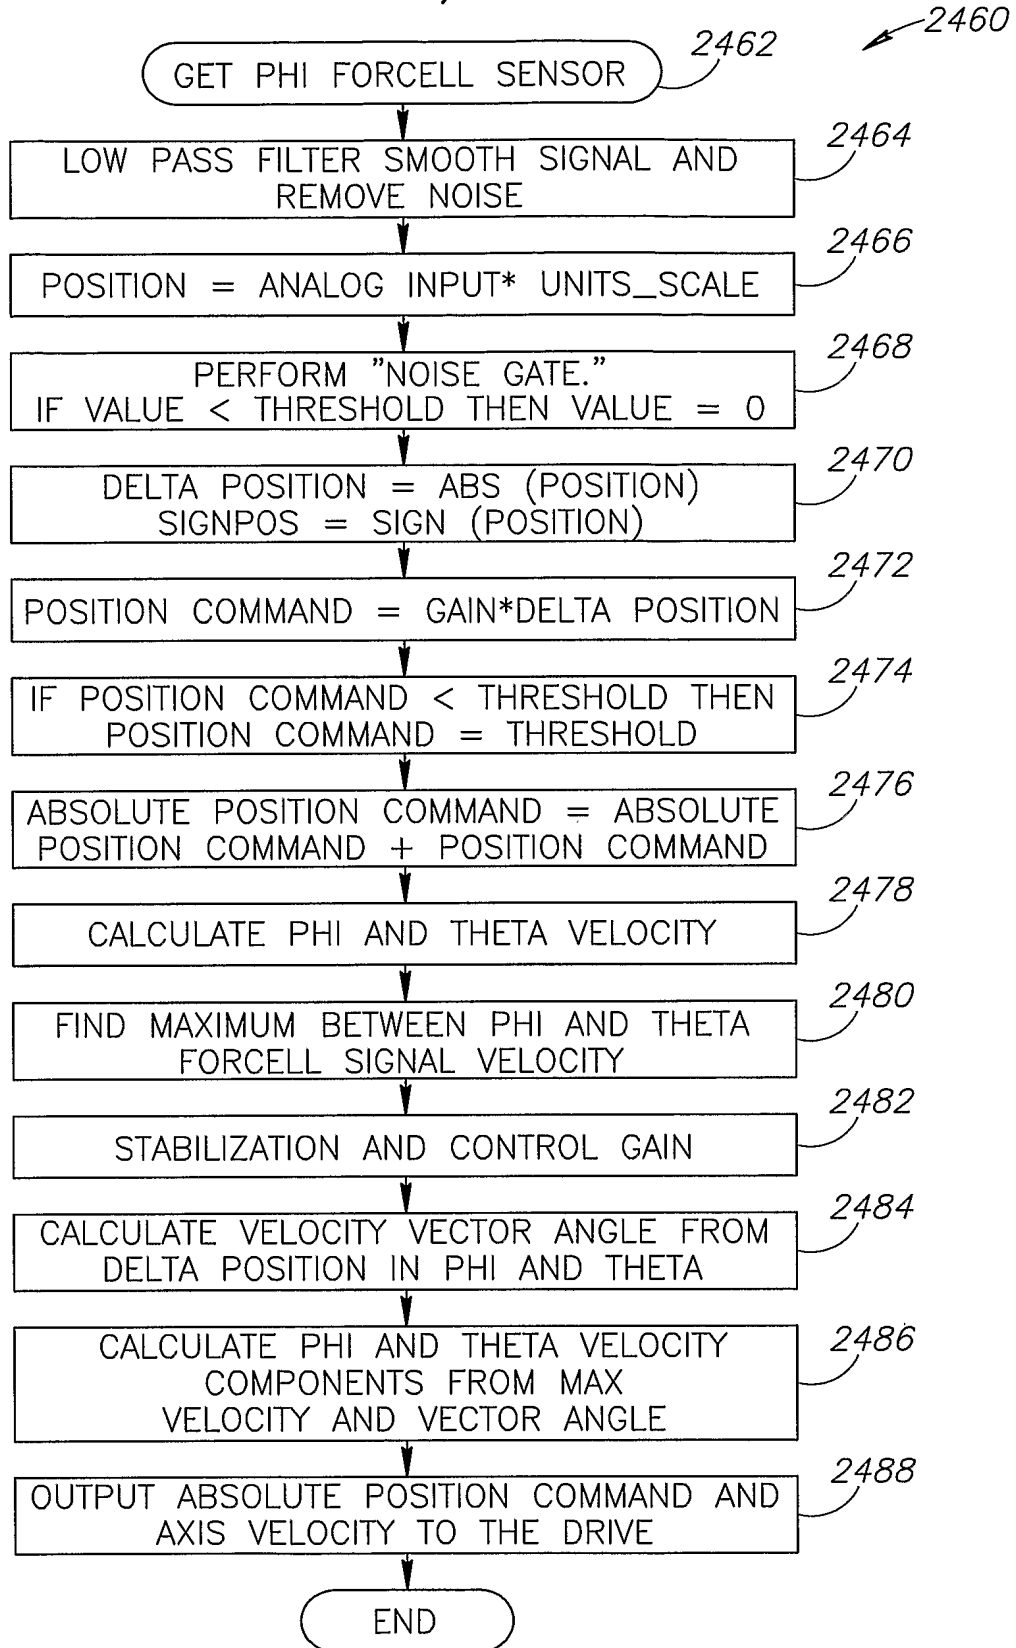 2460
GET PHI FORCELL SENSOR
2462
LOW PASS FILTER SMOOTH SIGNAL AND
REMOVE NOISE
2464
POSITION = ANALOG INPUT* UNITS_SCALE
2466
PERFORM "NOISE GATE."
IF VALUE < THRESHOLD THEN VALUE = 0
2468
DELTA POSITION = ABS (POSITION)
SIGNPOS = SIGN (POSITION)
2470
POSITION COMMAND = GAIN*DELTA POSITION
2472
IF POSITION COMMAND < THRESHOLD THEN
POSITION COMMAND = THRESHOLD
2474
ABSOLUTE POSITION COMMAND = ABSOLUTE
POSITION COMMAND + POSITION COMMAND
2476
CALCULATE PHI AND THETA VELOCITY
2478
FIND MAXIMUM BETWEEN PHI AND THETA
FORCELL SIGNAL VELOCITY
2480
STABILIZATION AND CONTROL GAIN
2482
CALCULATE VELOCITY VECTOR ANGLE FROM
DELTA POSITION IN PHI AND THETA
2484
CALCULATE PHI AND THETA VELOCITY
COMPONENTS FROM MAX
VELOCITY AND VECTOR ANGLE
2486
OUTPUT ABSOLUTE POSITION COMMAND AND
AXIS VELOCITY TO THE DRIVE
2488
END